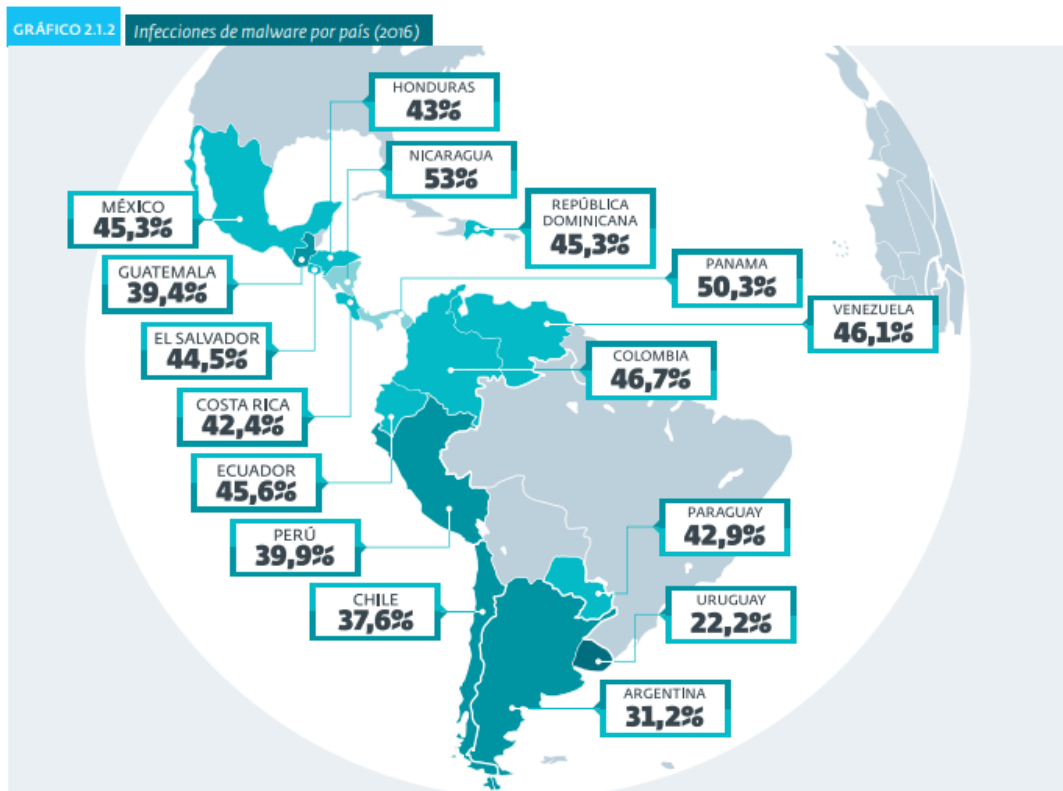 GRÁFICO 2.1.2
Infecciones de malware por país (2016)
HONDURAS
43%
NICARAGUA
53%
MÉXICO
45,3%
REPÚBLICA
DOMINICANA
45,3%
GUATEMALA
39,4%
PANAMA
50,3%
VENEZUELA
46,1%
EL SALVADOR
44,5%
COLOMBIA
46,7%
COSTA RICA
42,4%
ECUADOR
45,6%
PERÚ
39,9%
PARAGUAY
42,9%
CHILE
37,6%
URUGUAY
22,2%
ARGENTINA
31,2%